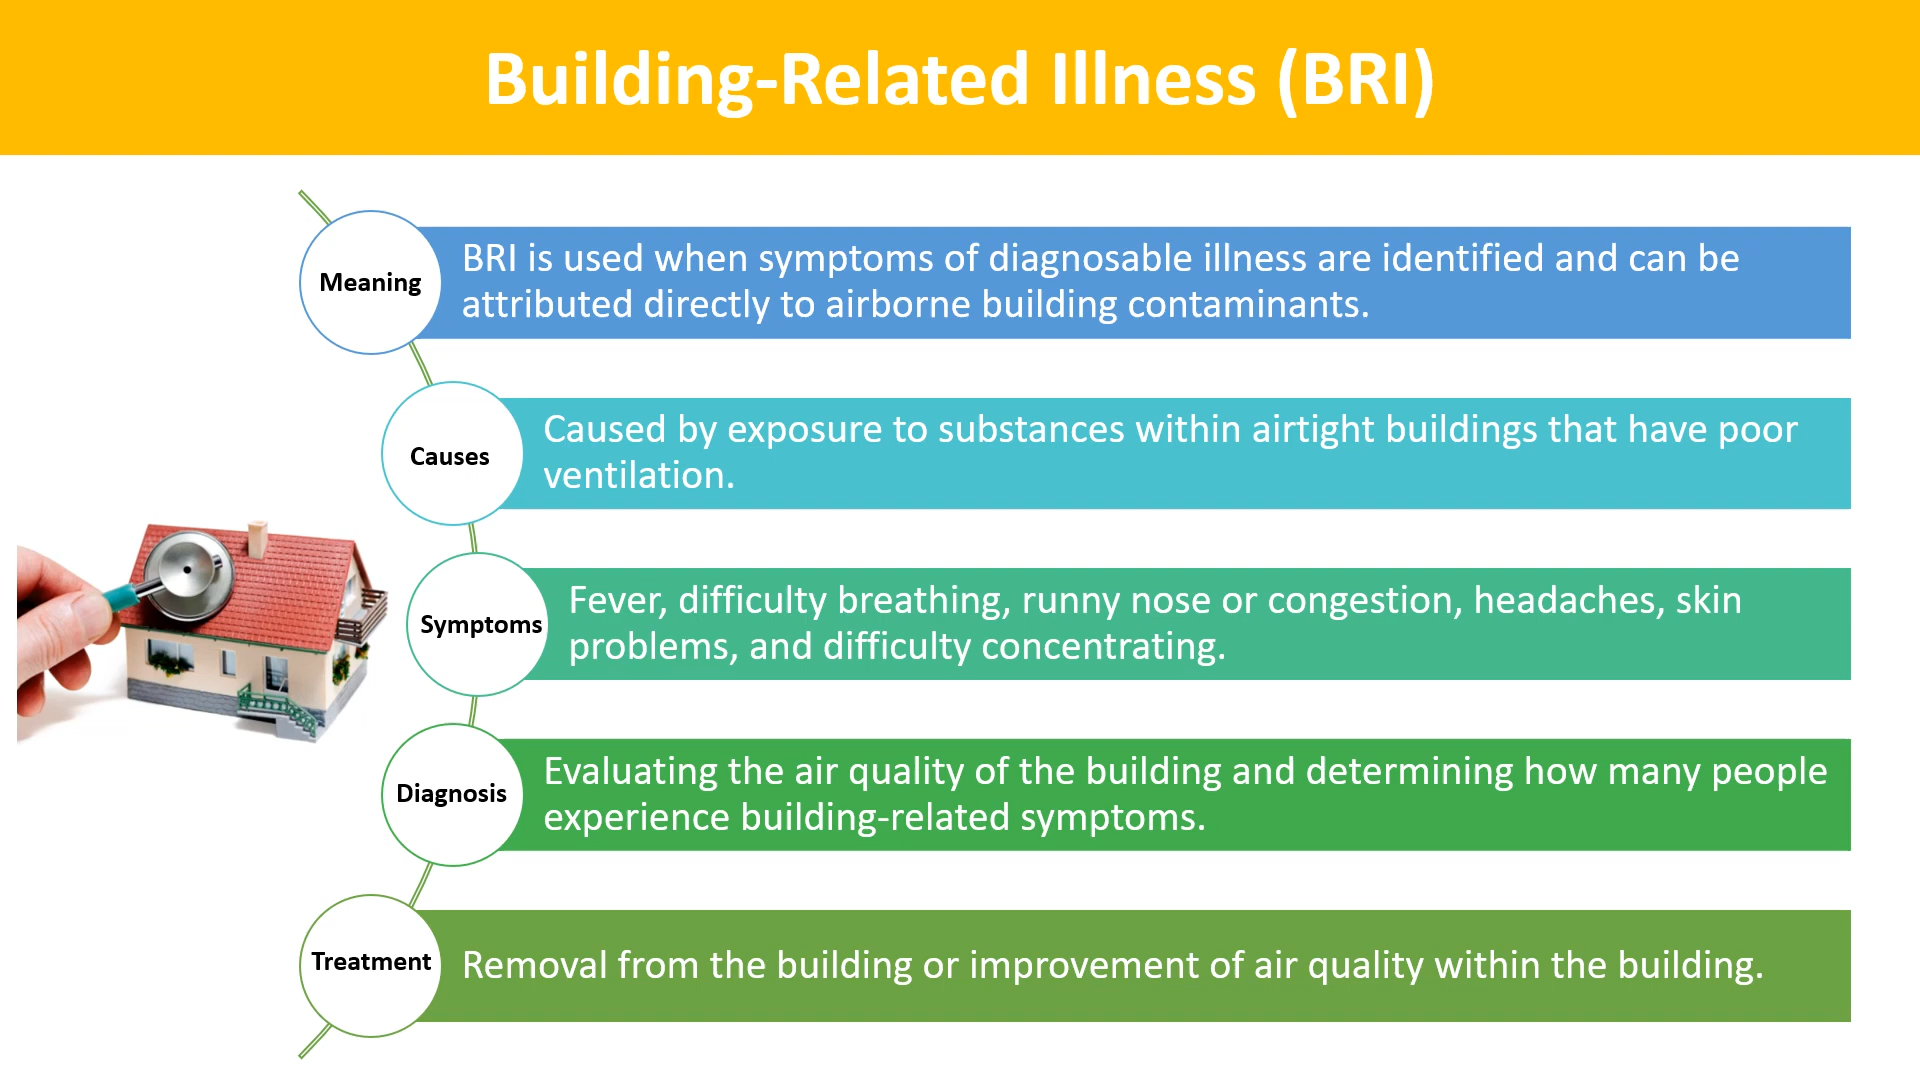 Building-Related Illness (BRI)
Meaning
BRI is used when symptoms of diagnosable illness are identified and can be
attributed directly to airborne building contaminants.
Causes
Caused by exposure to substances within airtight buildings that have poor
ventilation.
Symptoms
Fever, difficulty breathing, runny nose or congestion, headaches, skin
problems, and difficulty concentrating.
Diagnosis
Evaluating the air quality of the building and determining how many people
experience building-related symptoms.
Treatment
Removal from the building or improvement of air quality within the building.